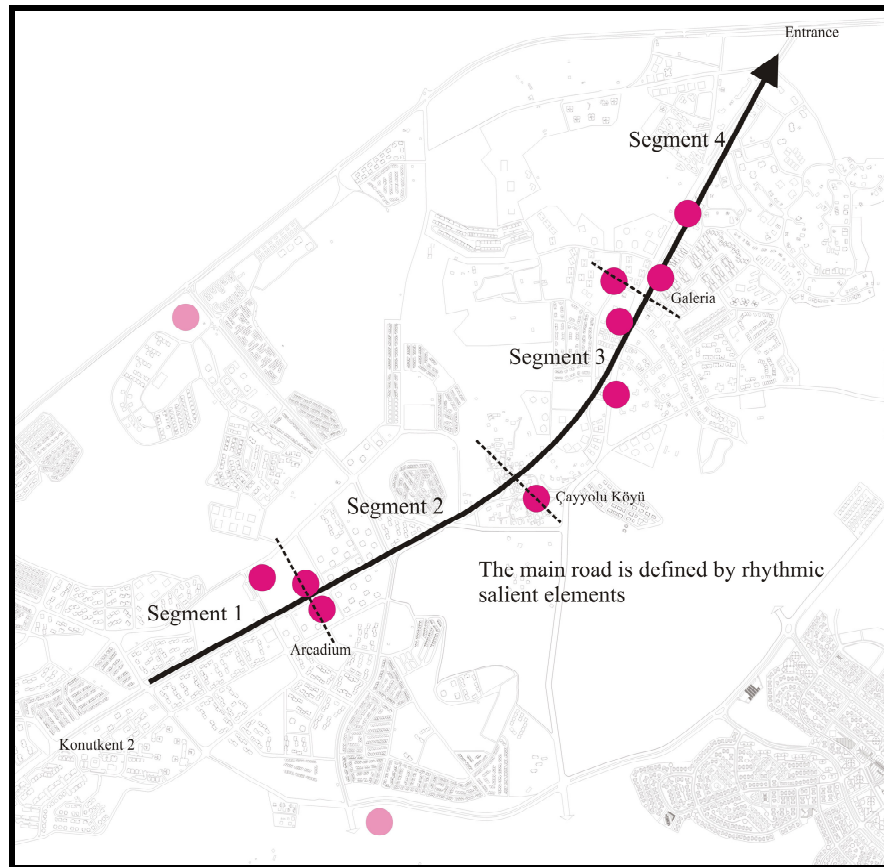 Entrance
Segment 4
Galeria
Segment 3
Çayyolu Köyü
Segment 2
The main road is defined by rhythmic
salient elements
Segment 1
Arcadium
Konutkent 2